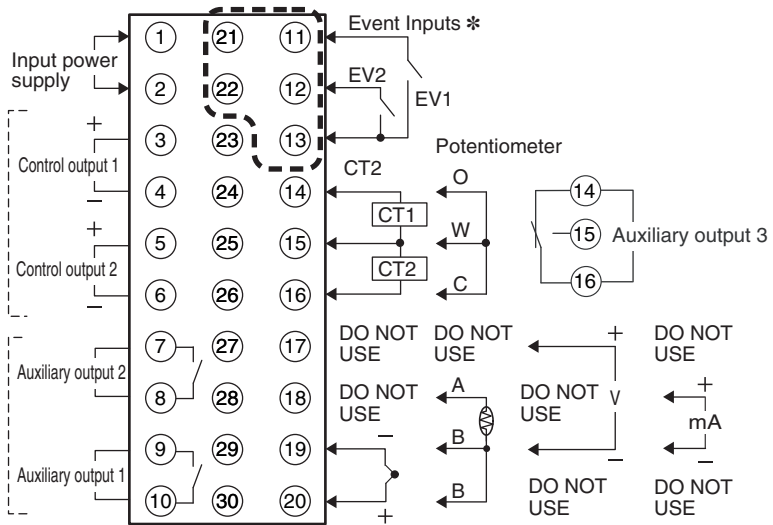 Event Inputs *
1 21 11
Input power
supply
EV2
EV1
2 22 12
+
3 23 13
Control output 1
Potentiometer
CT2
4 24 14
−
CT1
O
14
+
5 25 15
W
15 Auxiliary output 3
Control output 2
CT2
6 26 16
−
C
16
7 27 17
DO NOT
USE
DO NOT
USE
+
DO NOT
USE
Auxiliary output 2
8 28 18
DO NOT
USE
A
DO NOT
USE
V
+
mA
9 29 19
−
B
−
−
Auxiliary output 1
10 30 20
+
B
DO NOT
USE
DO NOT
USE